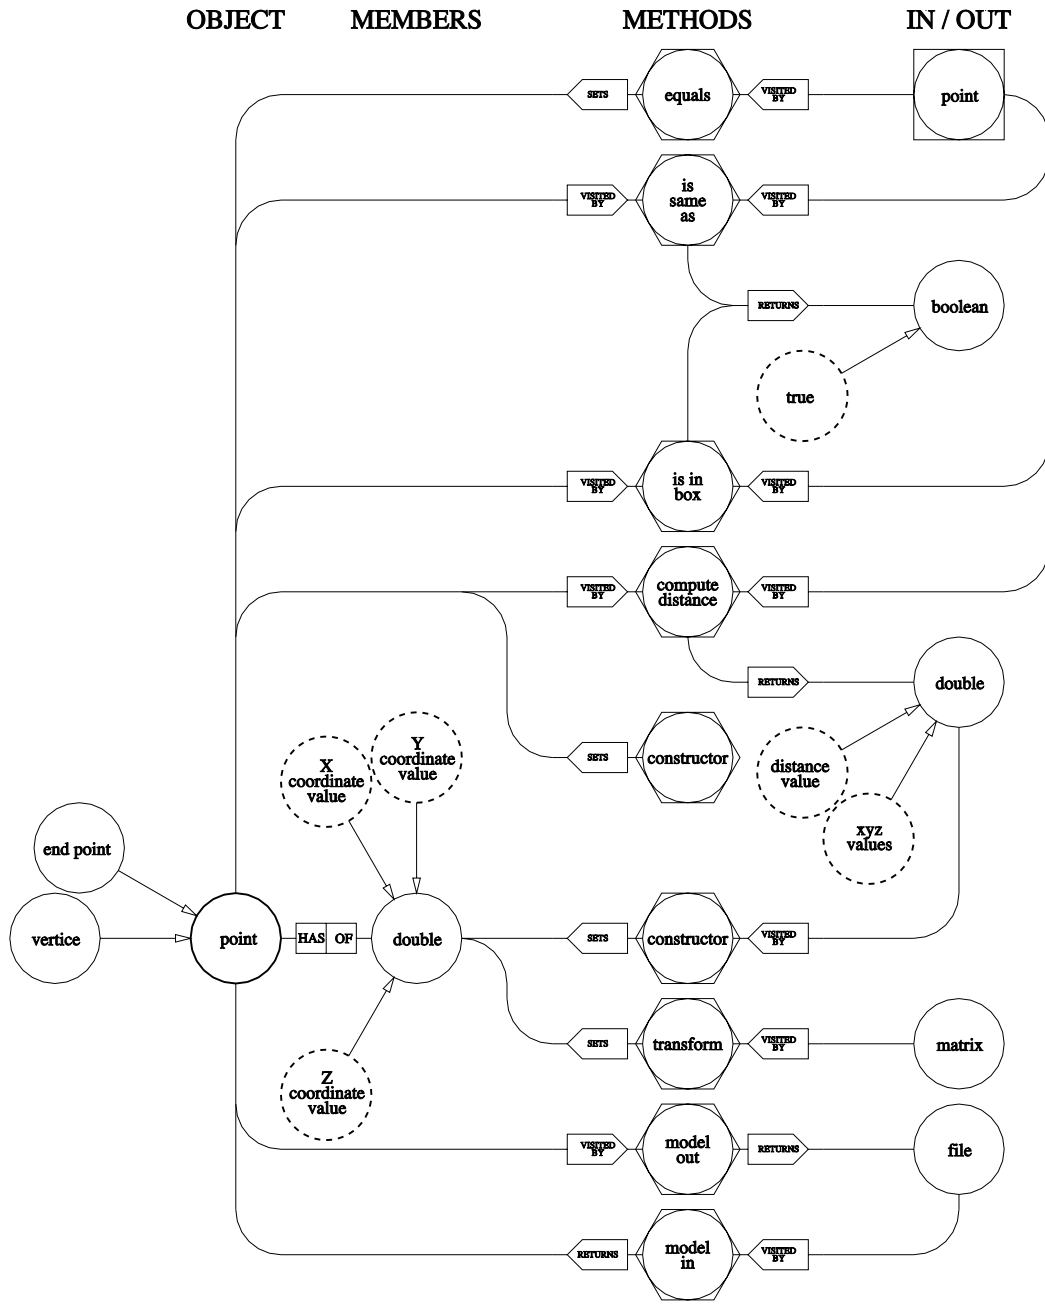 OBJECT MEMBERS METHODS IN / OUT
SETS equals VISITED BY point
VISITED BY is same as VISITED BY
RETURNS boolean
true
VISITED BY is in box VISITED BY
VISITED BY compute distance VISITED BY
RETURNS double
X coordinate value
Y coordinate value
SETS constructor
distance value
xyz values
end point
vertice point HAS OF double SETS constructor VISITED BY
SETS transform VISITED BY matrix
Z coordinate value
VISITED BY model out RETURNS file
RETURNS model in VISITED BY